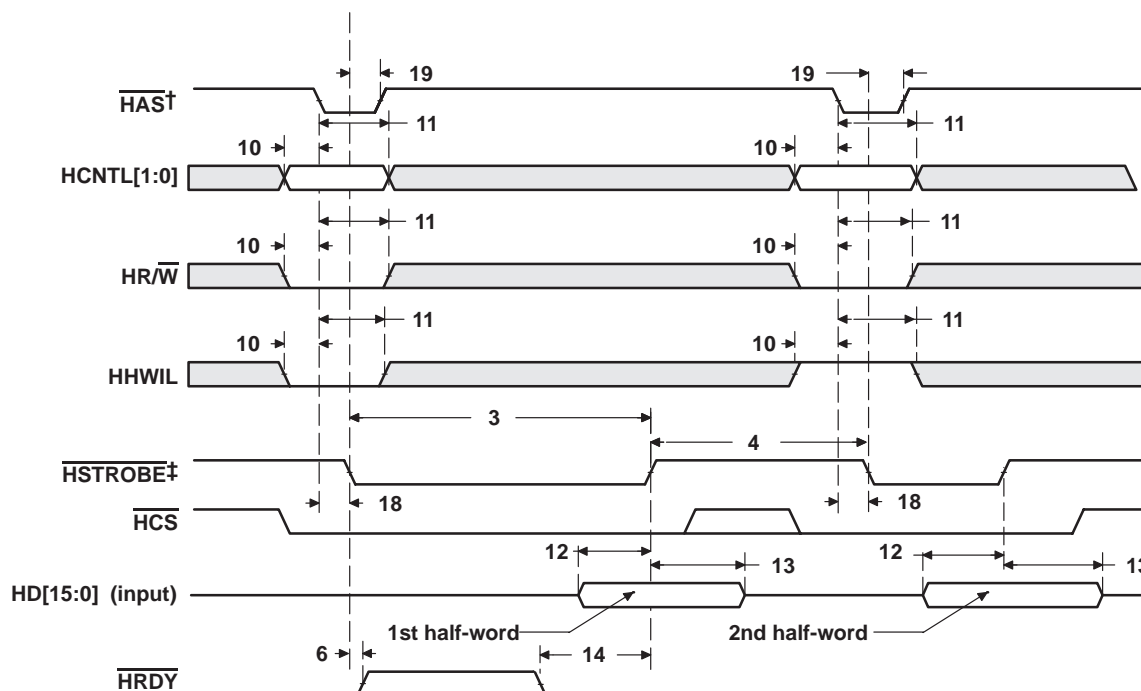 19 19
HAS†
11 11
10 10
HCNTL[1:0]
11 11
10 10
HR/W
11 11
10 10
HHWIL
3
4
HSTROBE‡
18 18
HCS
12 12
13 13
HD[15:0] (input)
1st half-word 2nd half-word
6 14
HRDY